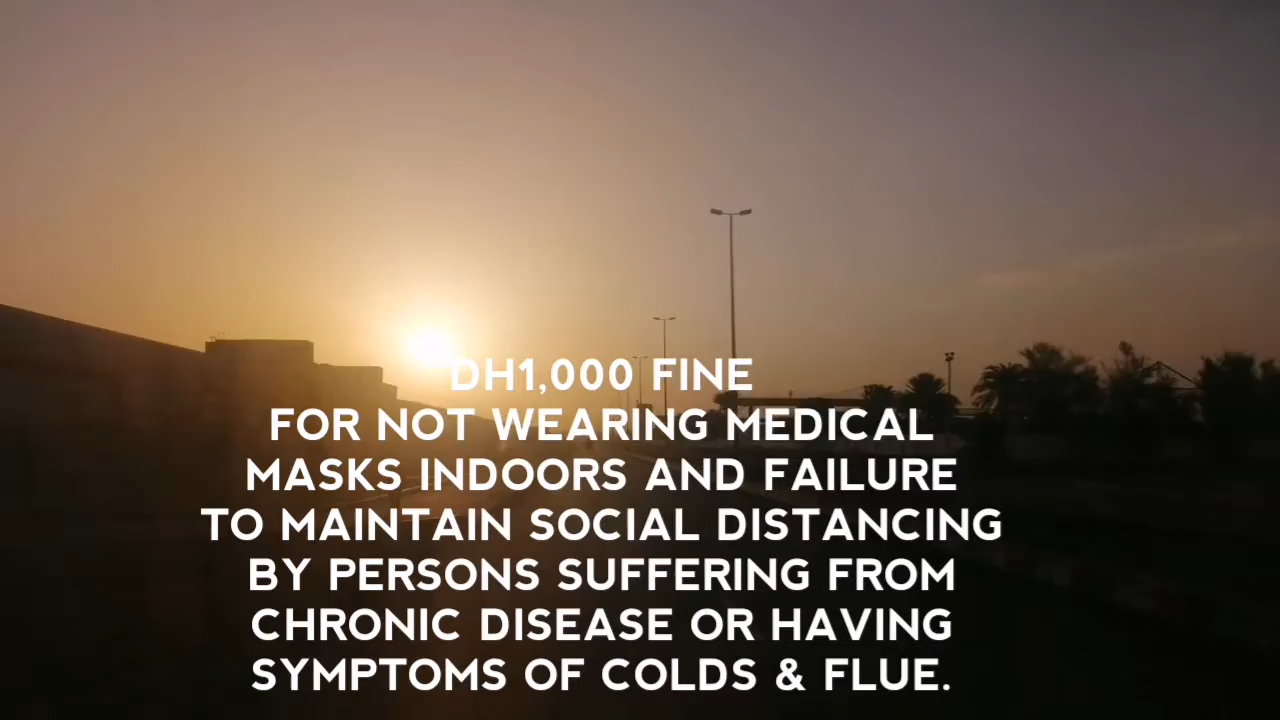 DH1,000 FINE
FOR NOT WEARING MEDICAL
MASKS INDOORS AND FAILURE
TO MAINTAIN SOCIAL DISTANCING
BY PERSONS SUFFERING FROM
CHRONIC DISEASE OR HAVING
SYMPTOMS OF COLDS & FLUE.